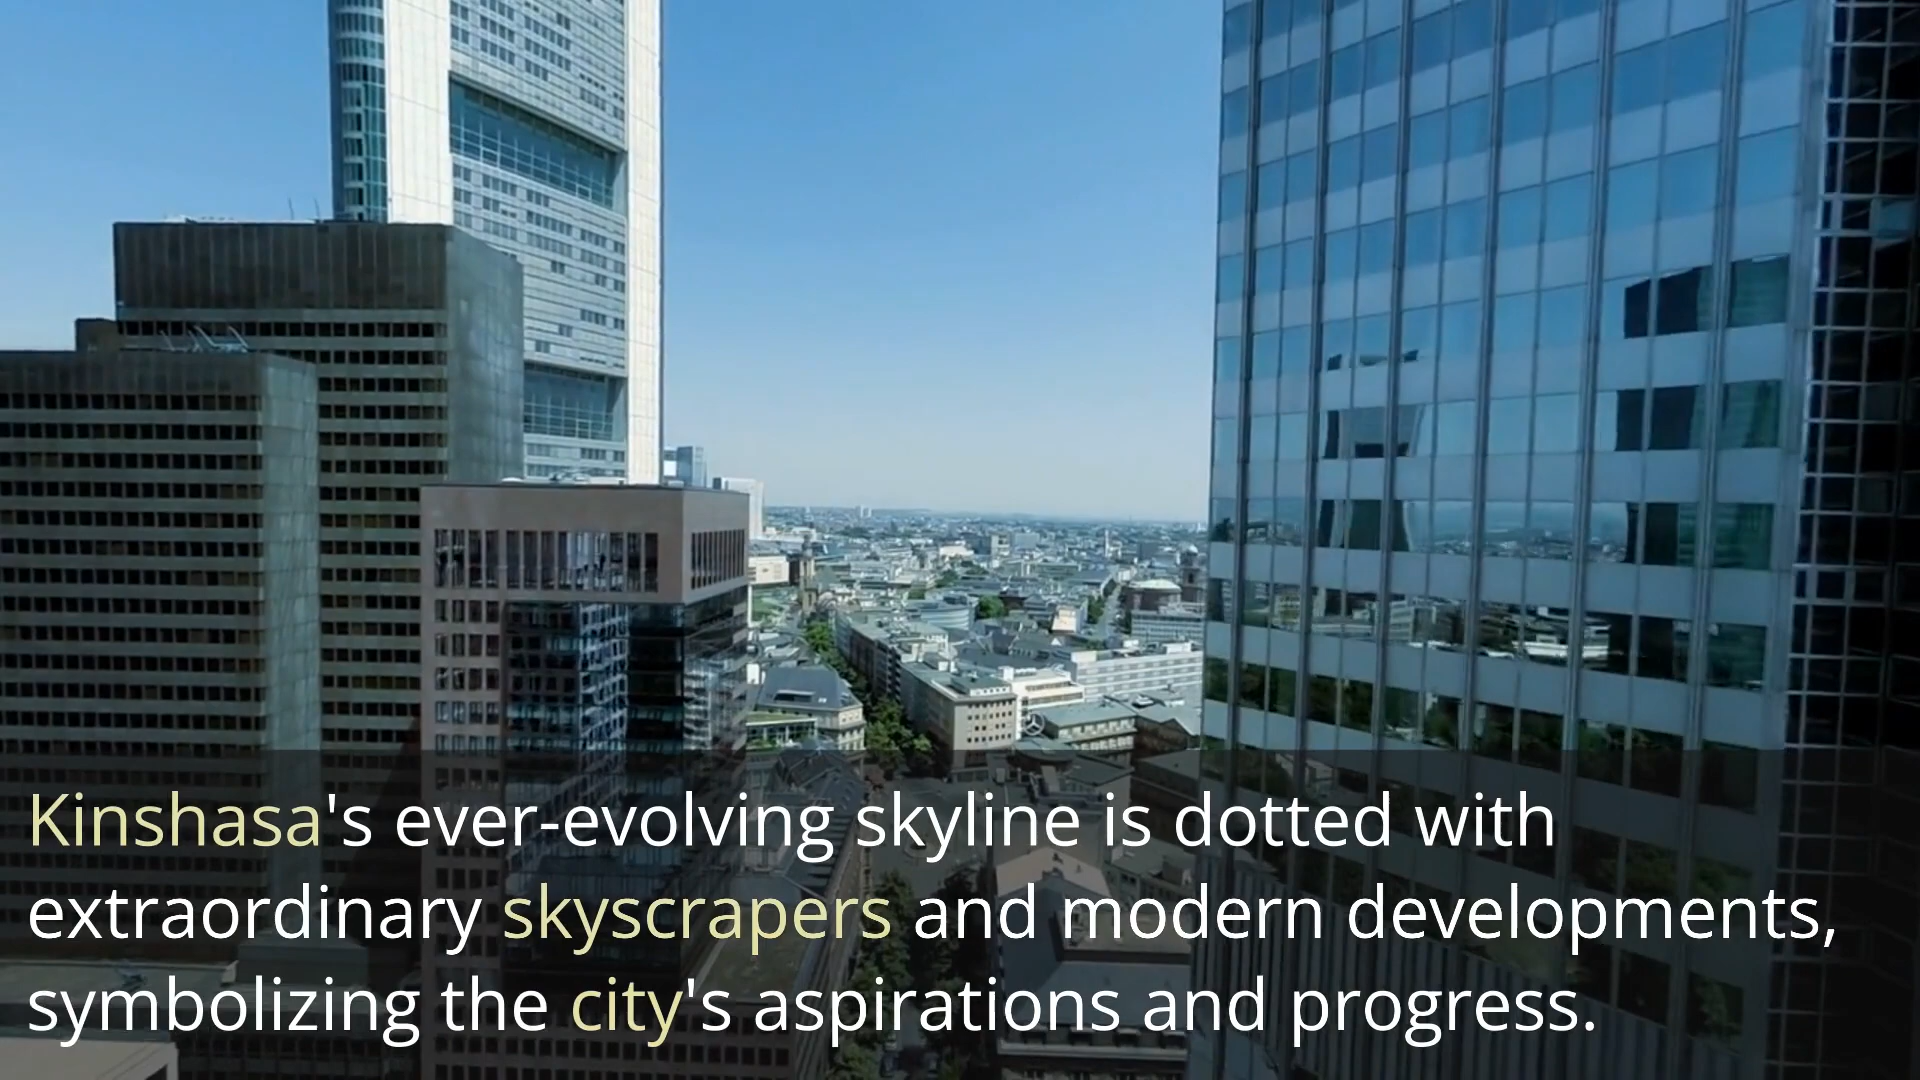 Kinshasa's ever-evolving skyline is dotted with
extraordinary skyscrapers and modern developments,
symbolizing the city's aspirations and progress.